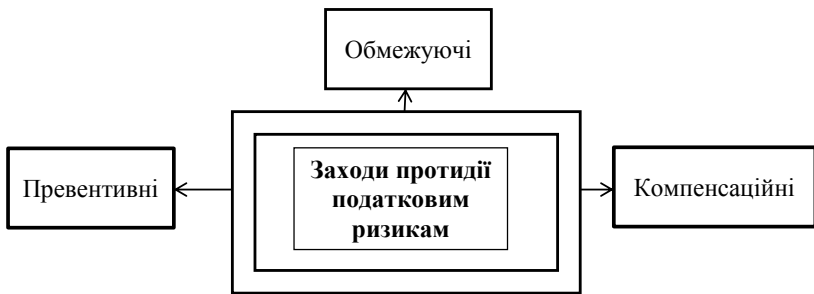 Обмежуючі
Превентивні
Заходи протидії
податковим
ризикам
Компенсаційні